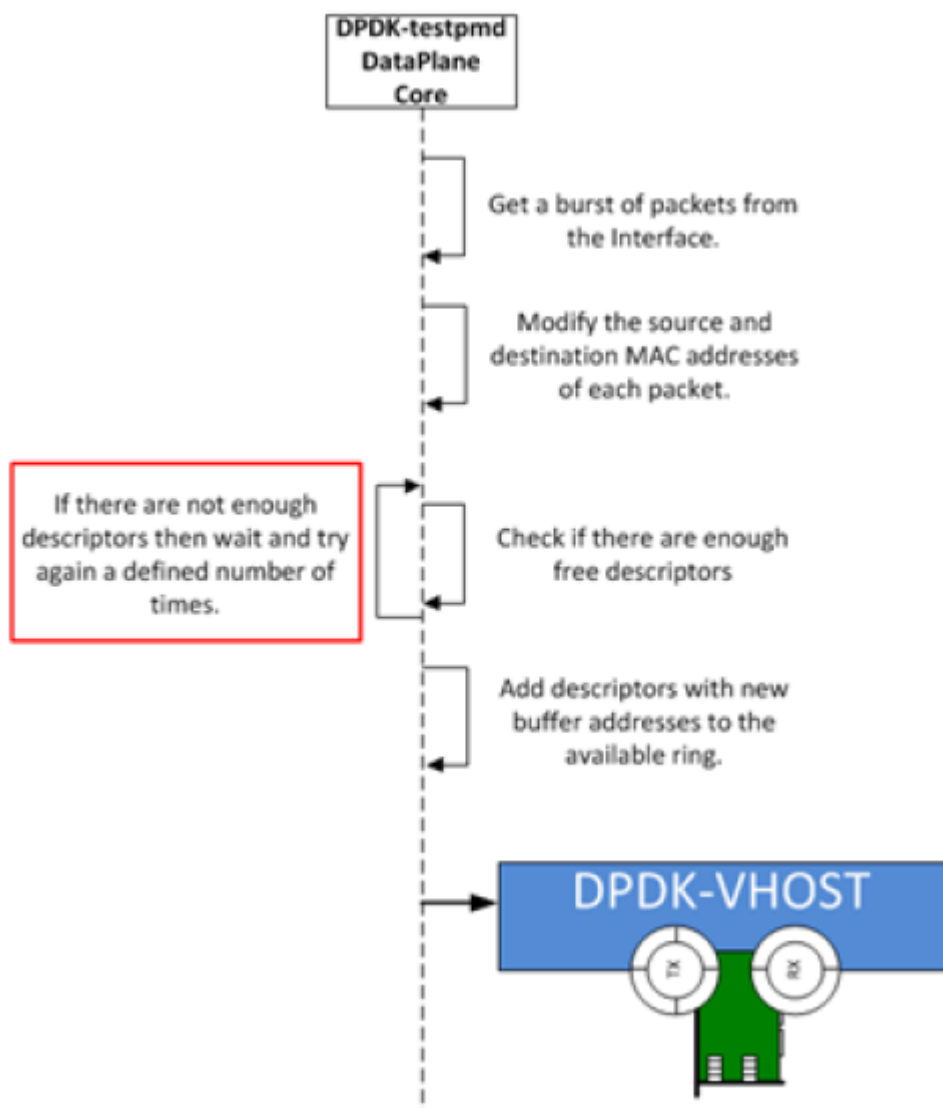 DPDK-testpmd
DataPlane
Core
Get a burst of packets from
the Interface.
Modify the source and
destination MAC addresses
of each packet.
If there are not enough
descriptors then wait and try
again a defined number of
times.
Check if there are enough
free descriptors
Add descriptors with new
buffer addresses to the
available ring.
DPDK-VHOST
TX
RX